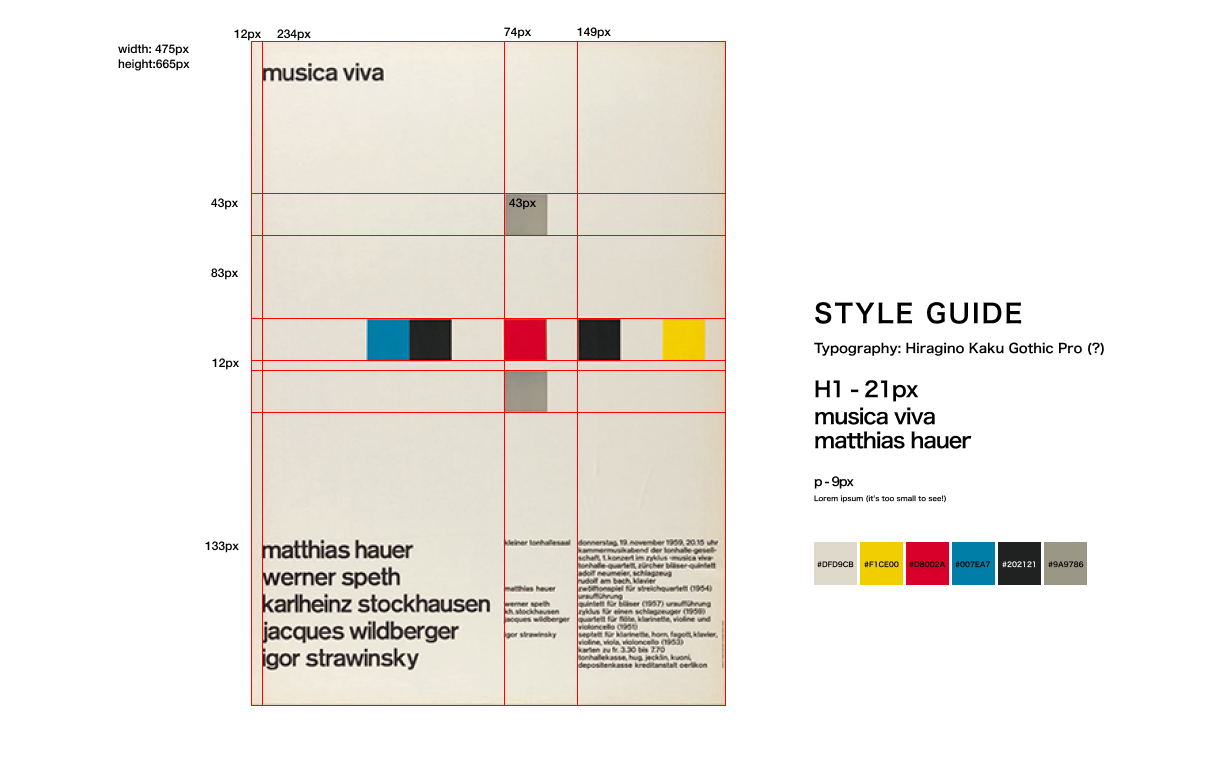 12px
234px
74px
149px
width: 475px
height:665px
musica viva
43px
43px
83px
12px
133px
matthias hauer
werner speth
karlheinz stockhausen
jacques wildberger
igor strawinsky
kleiner tonhallesaal
matthias hauer
werner speth
kh.stockhausen
jacques wildberger
igor strawinsky
donnerstag, 19. november 1959, 20.15 uhr
kammermusikabend der tonhalle-gesell-
schaft, 1. konzert im zyklus -musica viva-
tonhalle-quartett, zürcher bläser-quintett
adolf neumeier, schlagzeug
rudolf am bach, klavier
zwölftonspiel für streichquartett (1954)
uraufführung
quintett für bläser (1957) uraufführung
zyklus für einen schlagzeuger (1959)
quartett für flöte, klarinette, violine und
violoncello (1951)
septett für klarinette, horn, fagott, klavier,
violine, viola, violoncello (1953)
karten zu fr. 3.30 bis 7.70
tonhallekasse, hug, jecklin, kuoni,
depositenkasse kreditanstalt oerlikon
STYLE GUIDE
Typography: Hiragino Kaku Gothic Pro (?)
H1 - 21px
musica viva
matthias hauer
p - 9px
Lorem ipsum (it's too small to see!)
#DFD9CB
#F1CE00
#D8002A
#007EA7
#202121
#9A9786